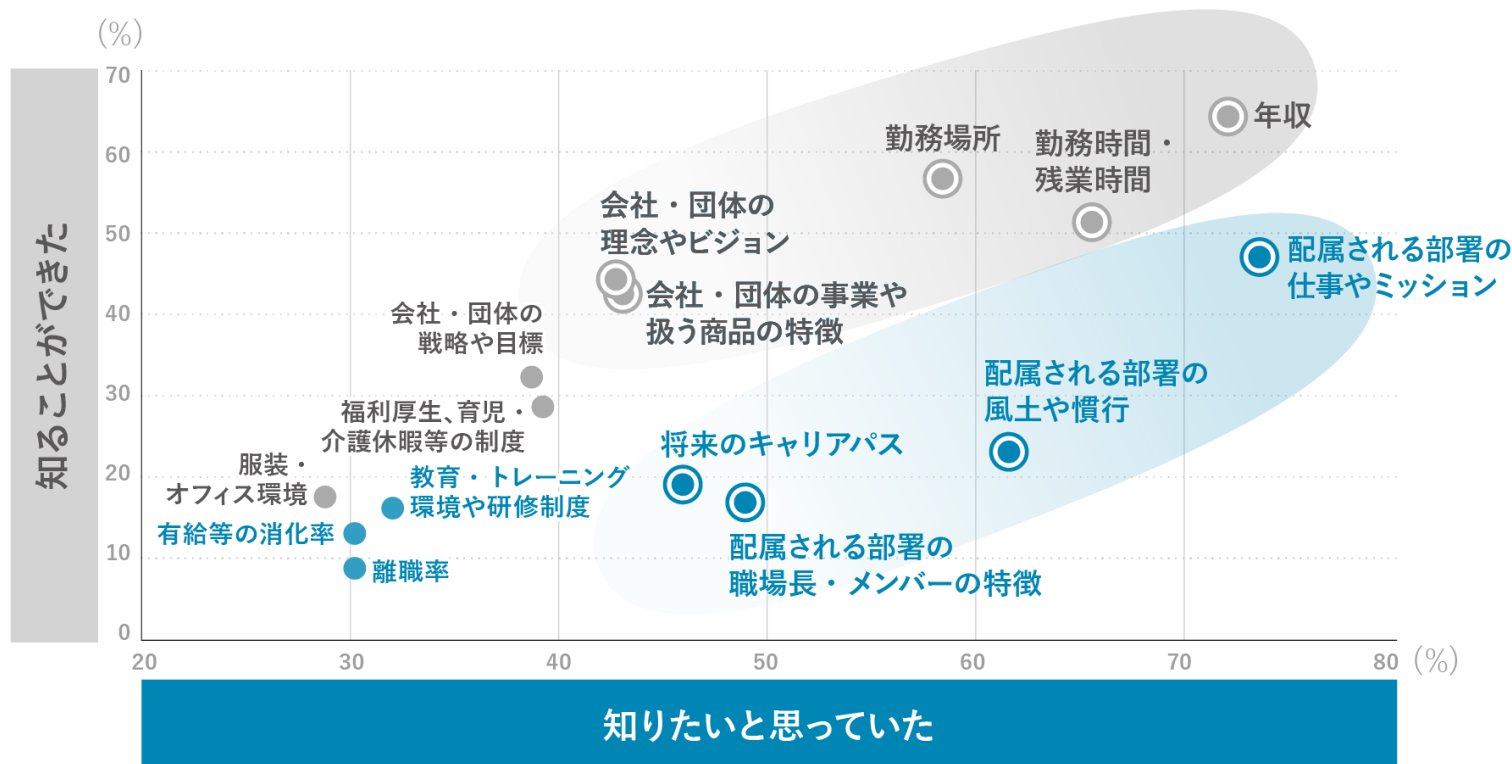 (%)
70
60
50
40
30
20
10
0
知ることができた
年収
勤務場所
勤務時間・
残業時間
会社・団体の
理念やビジョン
配属される部署の
仕事やミッション
会社・団体の事業や
扱う商品の特徴
会社・団体の
戦略や目標
配属される部署の
風土や慣行
福利厚生、育児・
介護休暇等の制度
将来のキャリアパス
服装・
オフィス環境
教育・トレーニング
環境や研修制度
有給等の消化率
配属される部署の
職場長・メンバーの特徴
離職率
20
30
40
50
60
70
80
(%)
知りたいと思っていた